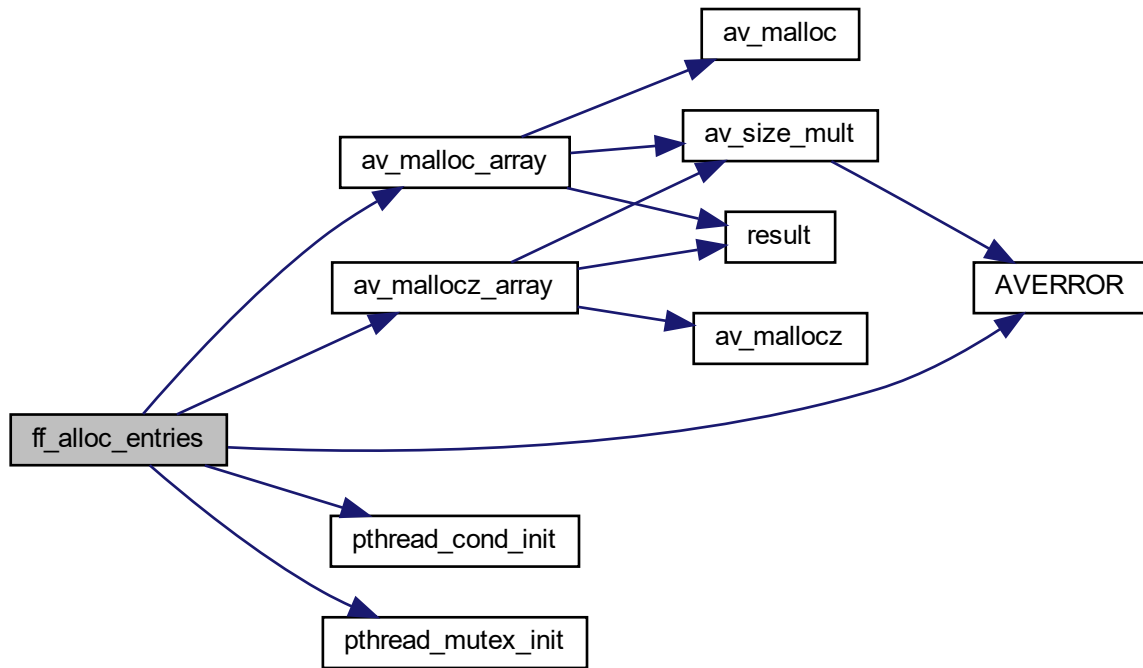 av_malloc
av_malloc_array
av_size_mult
result
av_mallocz_array
AVERROR
av_mallocz
ff_alloc_entries
pthread_cond_init
pthread_mutex_init